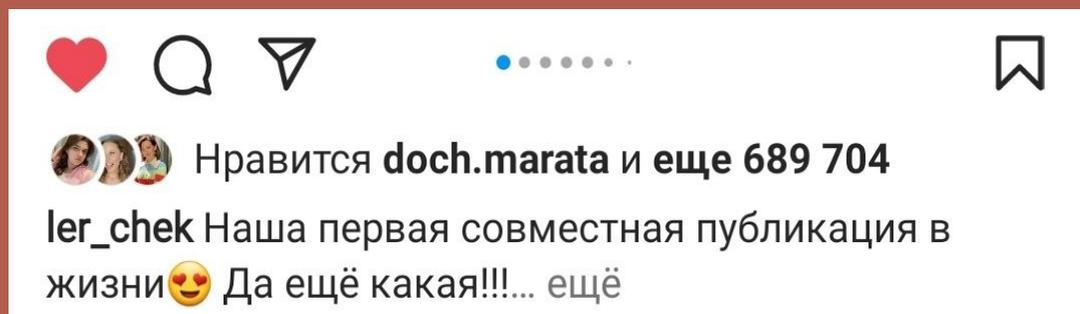 Нравится doch.marata и еще 689 704
ler_chek Наша первая совместная публикация в
жизни😍 Да ещё какая!!!... ещё